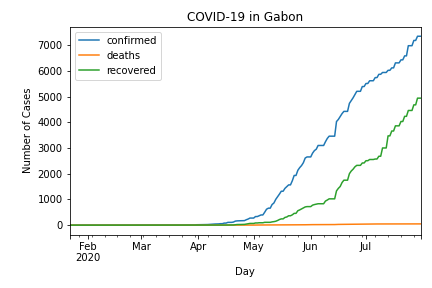 COVID-19 in Gabon
confirmed
deaths
recovered
Number of Cases
7000
6000
5000
4000
3000
2000
1000
0
Feb Mar Apr May Jun Jul
2020
Day